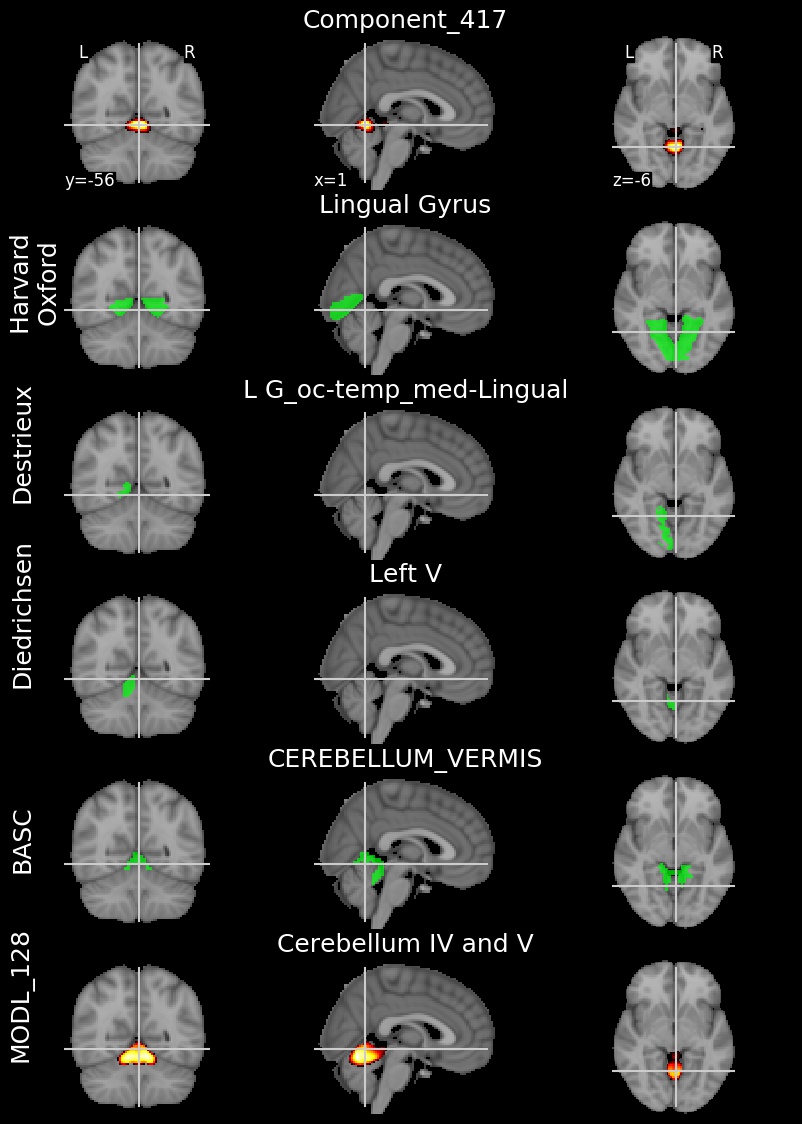 Component_417
L R
L R
y=-56
x=1
z=-6
Lingual Gyrus
Harvard
Oxford
L G_oc-temp_med-Lingual
Destrieux
Left V
Diedrichsen
CEREBELLUM_VERMIS
BASC
Cerebellum IV and V
MODL_128